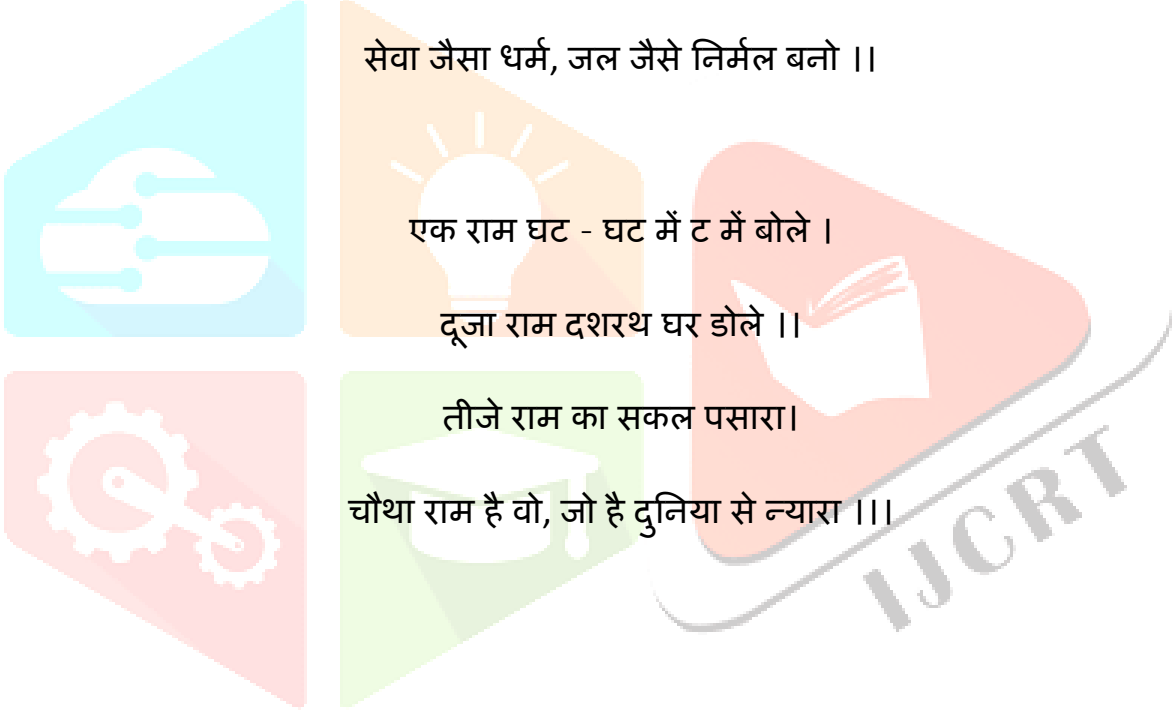 सेवा जैसा धर्म, जल जैसे निर्मल बनो ।।
एक राम घट - घट में ट में बोले ।
दूजा राम दशरथ घर डोले ।।
तीजे राम का सकल पसारा।
चौथा राम है वो, जो है दुनिया से न्यारा ।।।
IJCRT